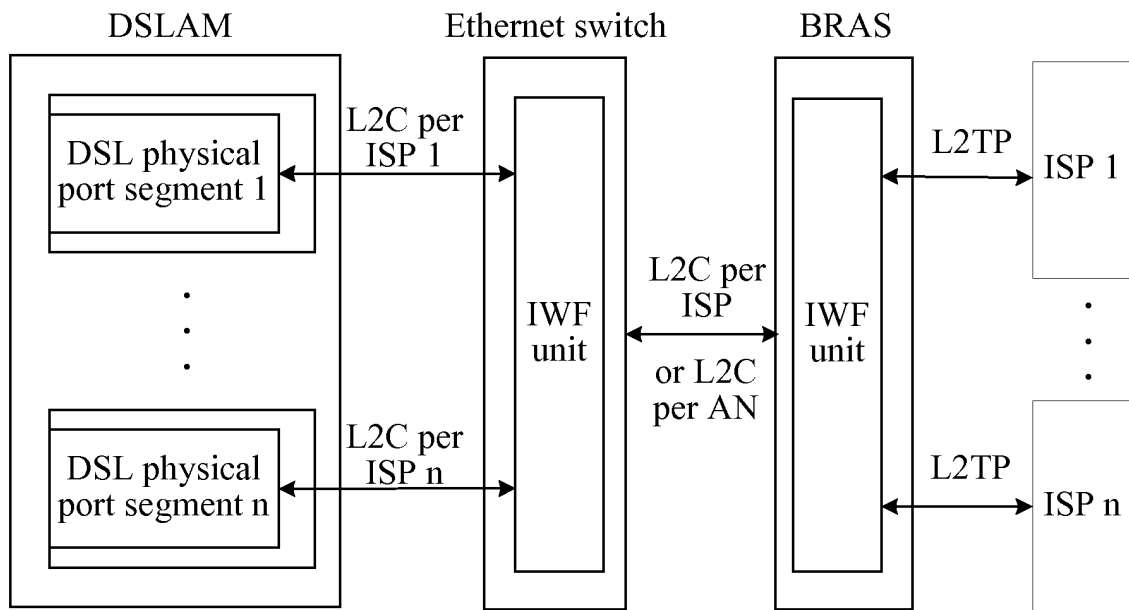 DSLAM
Ethernet switch
BRAS
DSL physical
port segment 1
L2C per
ISP 1
L2TP
ISP 1
L2C per
ISP
or L2C
per AN
IWF
unit
IWF
unit
DSL physical
port segment n
L2C per
ISP n
L2TP
ISP n